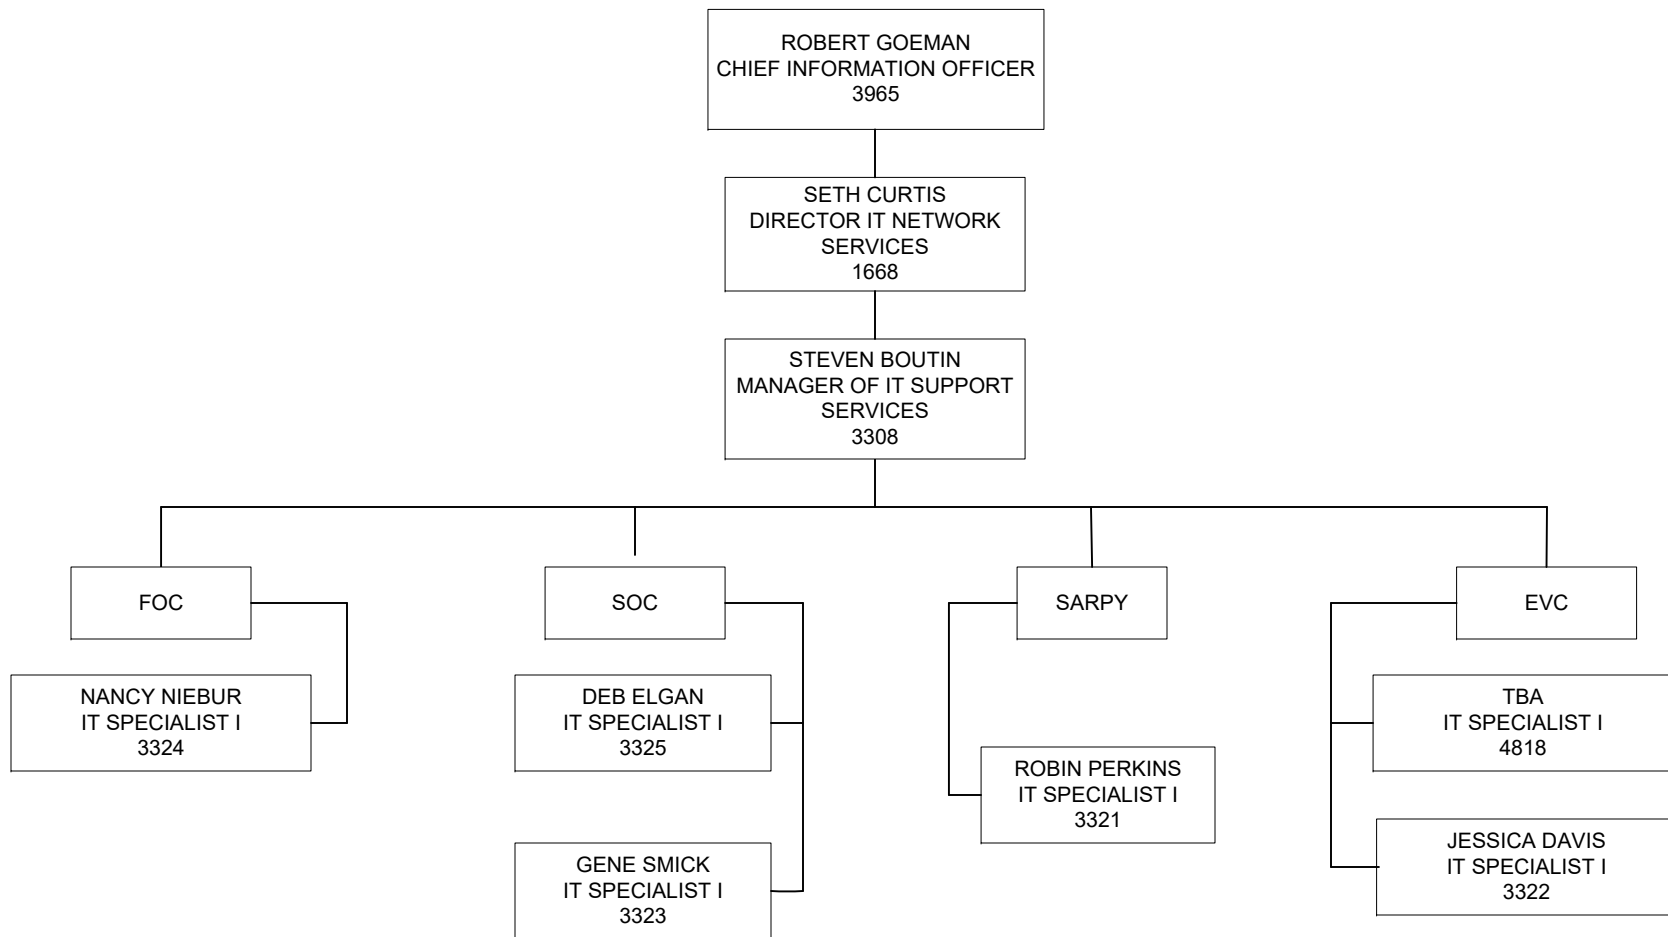 ROBERT GOEMAN
CHIEF INFORMATION OFFICER
3965
SETH CURTIS
DIRECTOR IT NETWORK
SERVICES
1668
STEVEN BOUTIN
MANAGER OF IT SUPPORT
SERVICES
3308
FOC
SOC
SARPY
EVC
NANCY NIEBUR
IT SPECIALIST I
3324
DEB ELGAN
IT SPECIALIST I
3325
GENE SMICK
IT SPECIALIST I
3323
ROBIN PERKINS
IT SPECIALIST I
3321
TBA
IT SPECIALIST I
4818
JESSICA DAVIS
IT SPECIALIST I
3322